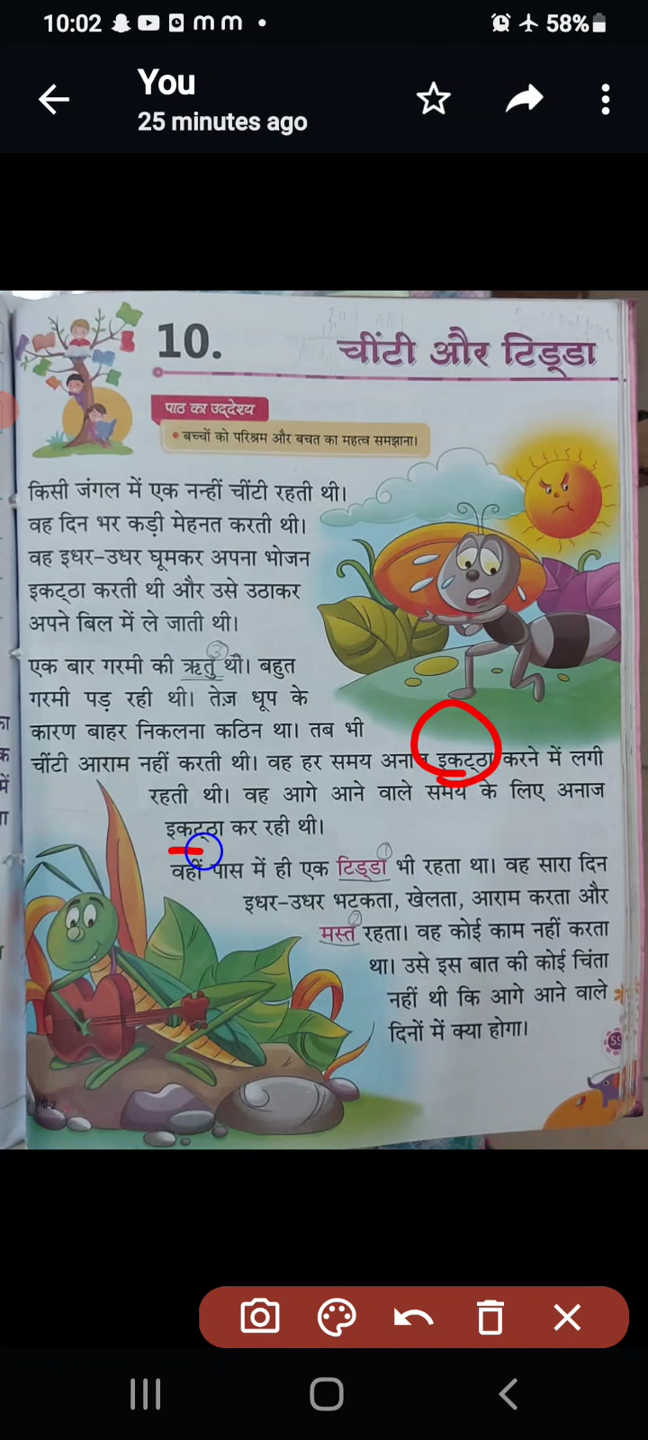 10:02 m m • 58%
You
25 minutes ago
10. चींटी और टिड्डा
पाठ का उद्देश्य
• बच्चों को परिश्रम और बचत का महत्व समझाना।
किसी जंगल में एक नन्हीं चींटी रहती थी।
वह दिन भर कड़ी मेहनत करती थी।
वह इधर-उधर घूमकर अपना भोजन
इकट्ठा करती थी और उसे उठाकर
अपने बिल में ले जाती थी।
3
एक बार गरमी की ऋतु थी। बहुत
गरमी पड़ रही थी। तेज़ धूप के
कारण बाहर निकलना कठिन था। तब भी
चींटी आराम नहीं करती थी। वह हर समय अनाज इकट्ठा करने में लगी
रहती थी। वह आगे आने वाले समय के लिए अनाज
इकट्ठा कर रही थी।
1
वहीं पास में ही एक टिड्डा भी रहता था। वह सारा दिन
इधर-उधर भटकता, खेलता, आराम करता और
2
मस्त रहता। वह कोई काम नहीं करता
था। उसे इस बात की कोई चिंता
नहीं थी कि आगे आने वाले
दिनों में क्या होगा।